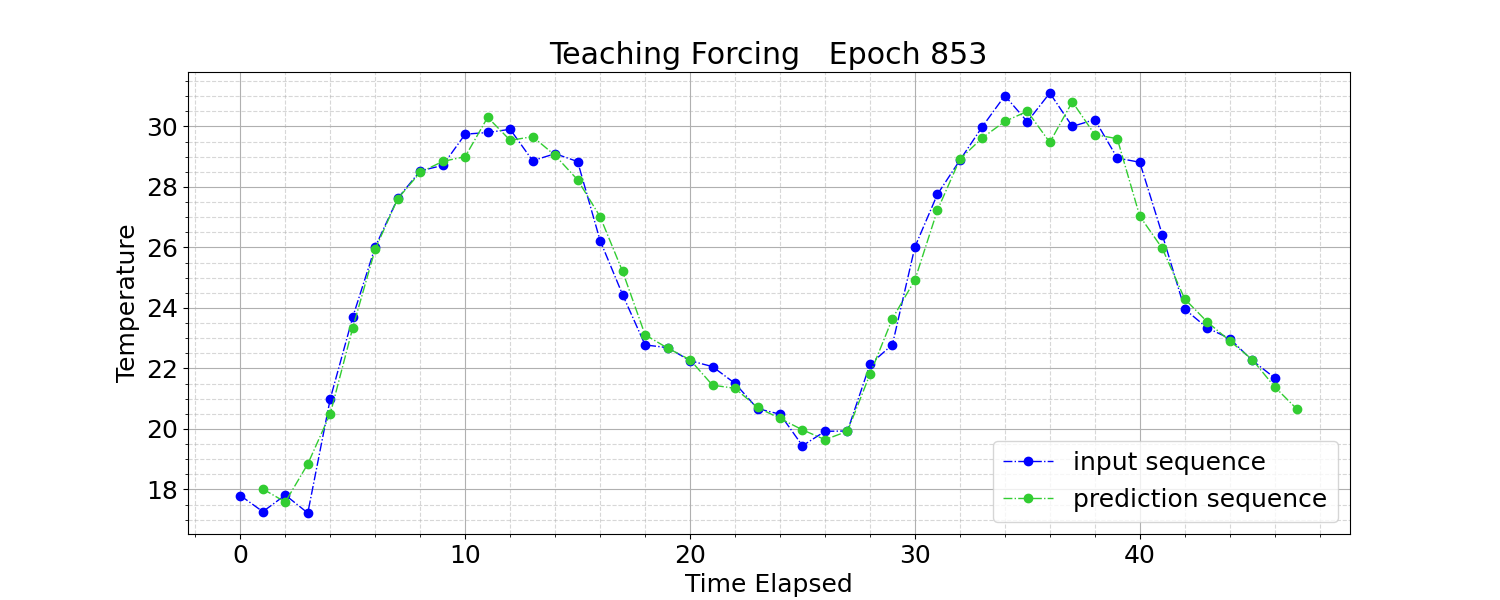 Teaching Forcing   Epoch 853
Temperature
30
28
26
24
22
20
18
0 10 20 30 40
Time Elapsed
input sequence
prediction sequence